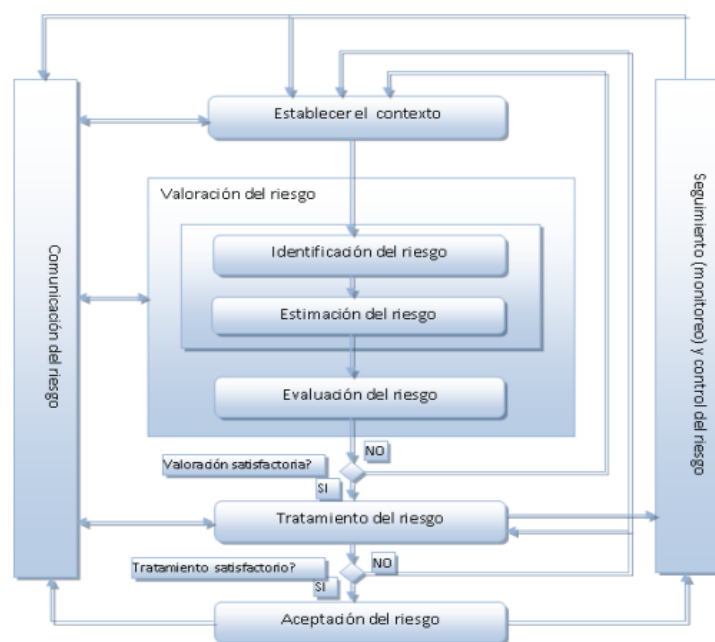 Establecer el contexto
Valoración del riesgo
Identificación del riesgo
Estimación del riesgo
Evaluación del riesgo
NO
Valoración satisfactoria?
SI
Tratamiento del riesgo
NO
Tratamiento satisfactorio?
SI
Aceptación del riesgo
Comunicación del riesgo
Seguimiento (monitoreo) y control del riesgo